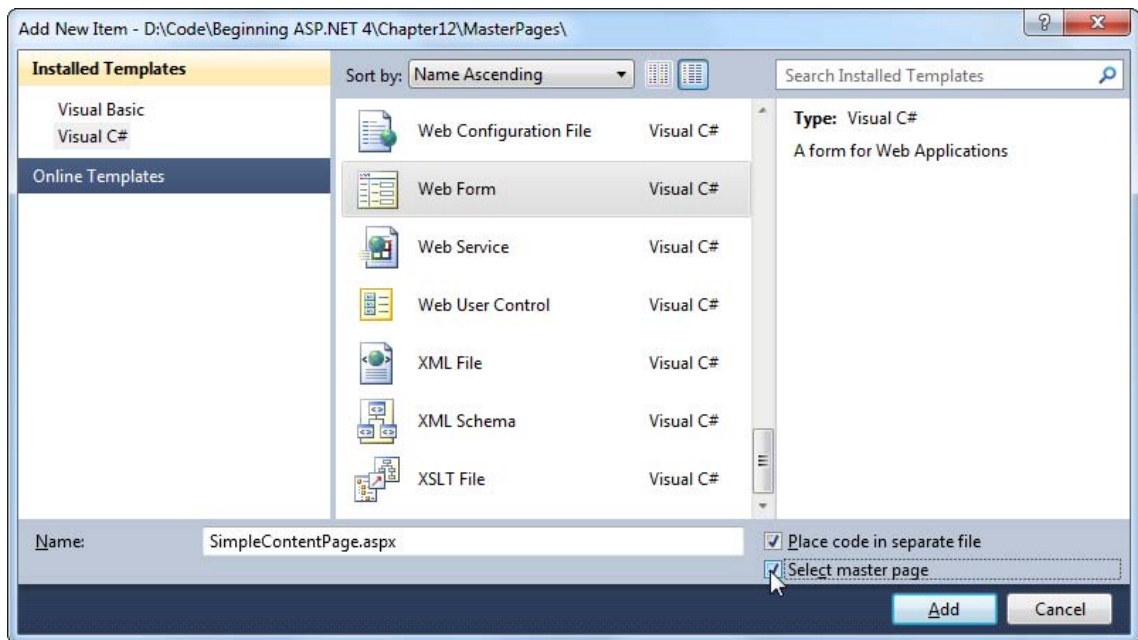 Add New Item - D:\Code\Beginning ASP.NET 4\Chapter12\MasterPages\
Installed Templates
Visual Basic
Visual C#
Online Templates
Sort by: Name Ascending
Web Configuration File Visual C#
Web Form Visual C#
Web Service Visual C#
Web User Control Visual C#
XML File Visual C#
XML Schema Visual C#
XSLT File Visual C#
Search Installed Templates
Type: Visual C#
A form for Web Applications
Name: SimpleContentPage.aspx
Place code in separate file
Select master page
Add Cancel